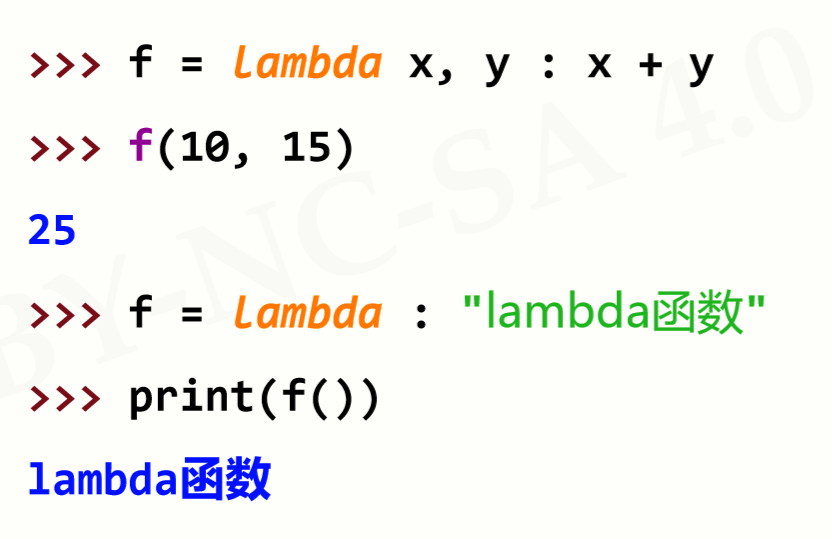 >>> f = lambda x, y : x + y
>>> f(10, 15)
25
>>> f = lambda : "lambda函数"
>>> print(f())
lambda函数
BY-NC-SA 4.0